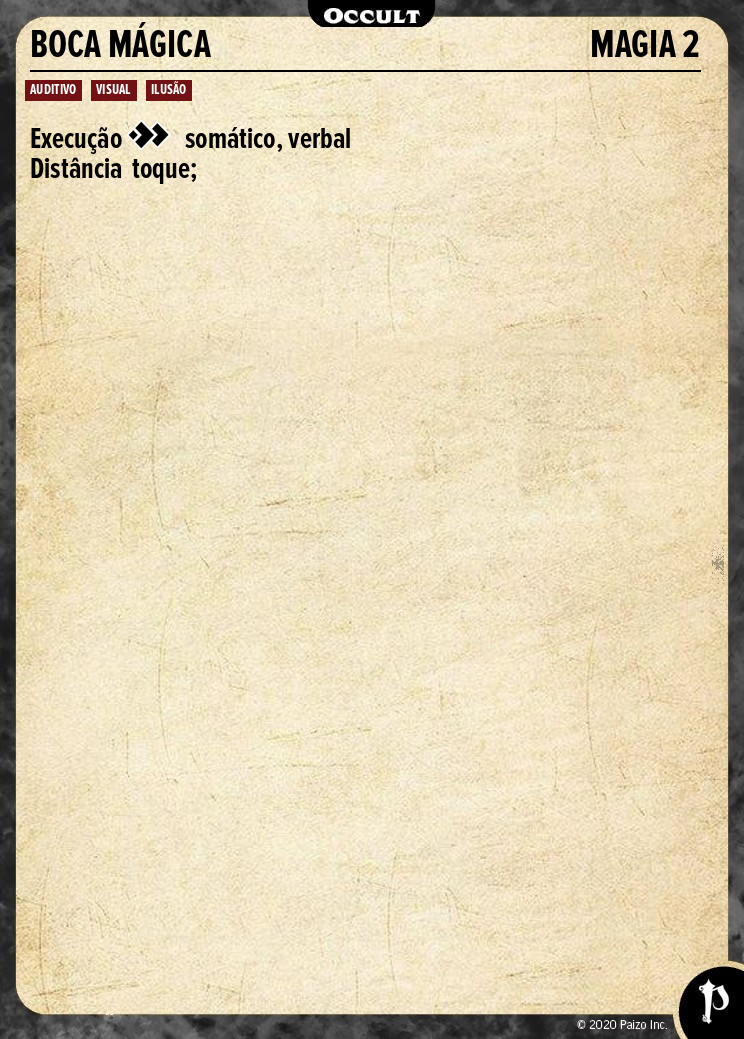 OCCULT
BOCA MÁGICA MAGIA 2
AUDITIVO VISUAL ILUSÃO
Execução somático, verbal
Distância toque;
© 2020 Paizo Inc.
P